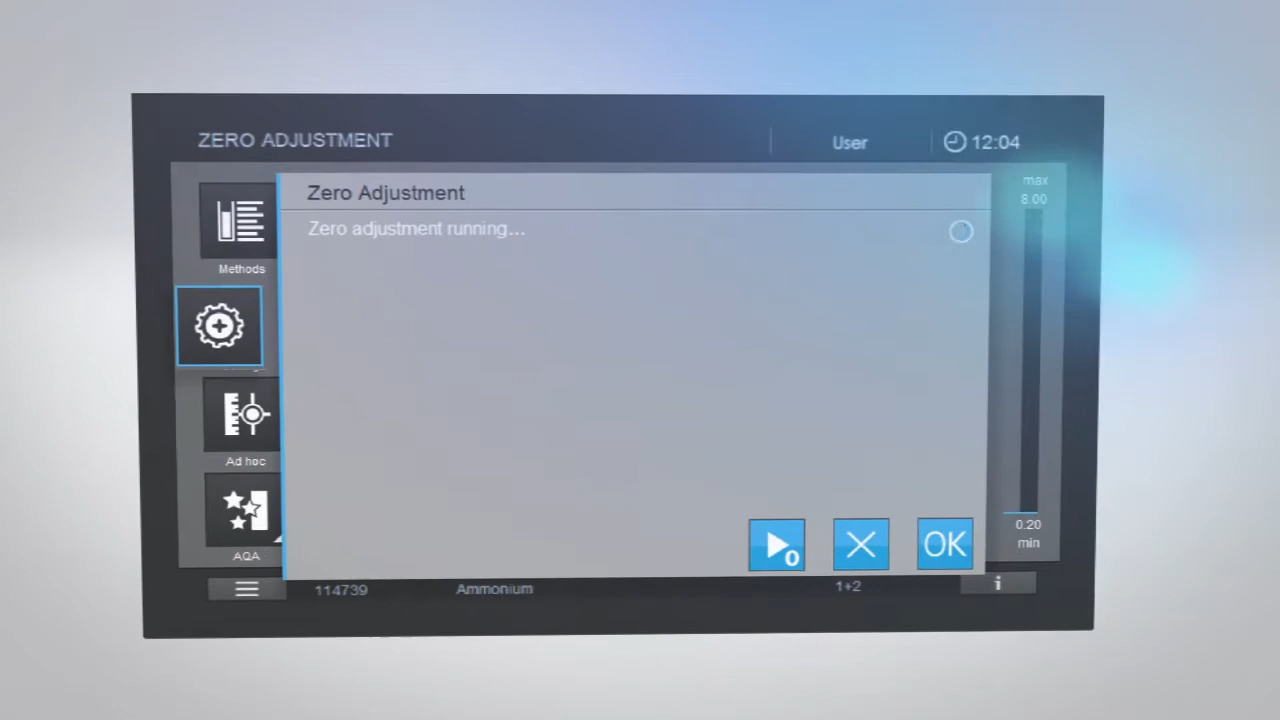 ZERO ADJUSTMENT
User
12:04
Zero Adjustment
Zero adjustment running...
max
8.00
Methods
Ad hoc
AQA
0
OK
0.20
min
114739
Ammonium
1+2
i